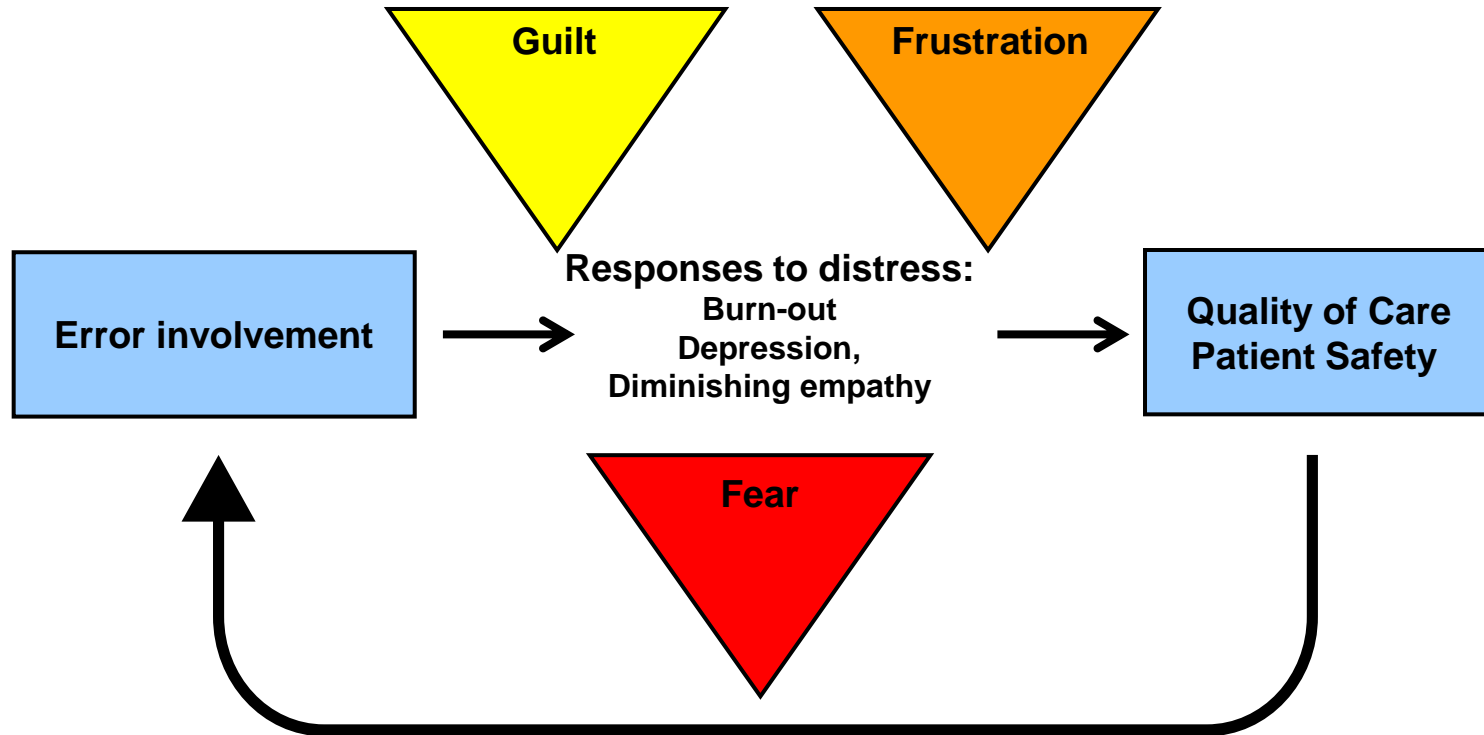 Guilt
Frustration
Error involvement
Responses to distress:
Burn-out
Depression,
Diminishing empathy
Quality of Care
Patient Safety
Fear